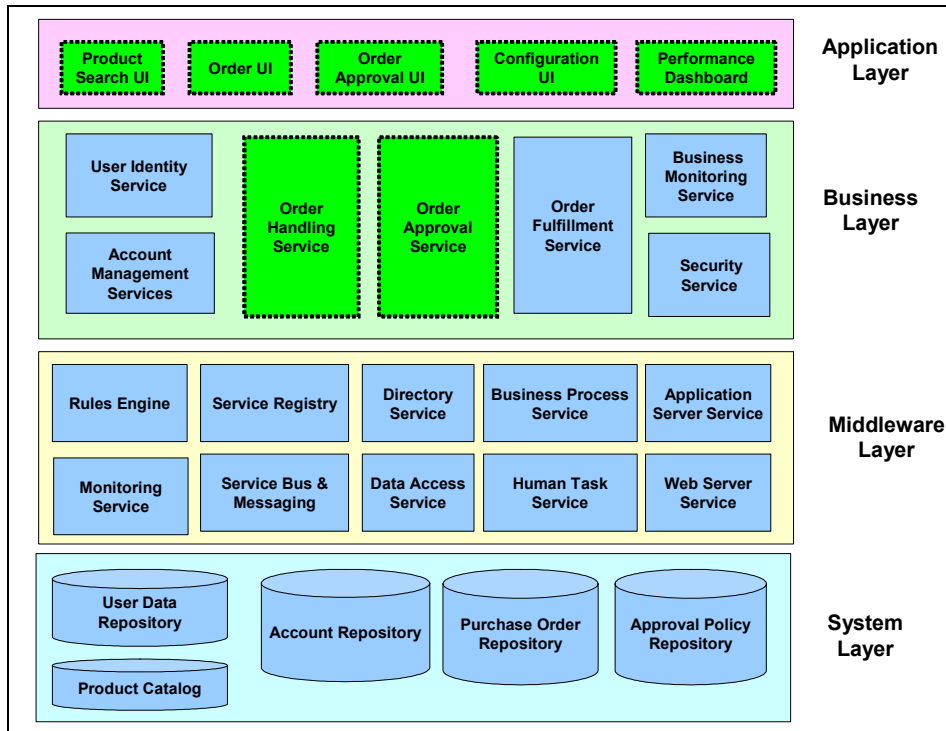 Product
Search UI
Order UI
Order
Approval UI
Configuration
UI
Performance
Dashboard
Application
Layer
User Identity
Service
Account
Management
Services
Order
Handling
Service
Order
Approval
Service
Order
Fulfillment
Service
Business
Monitoring
Service
Security
Service
Business
Layer
Rules Engine
Service Registry
Directory
Service
Business Process
Service
Application
Server Service
Monitoring
Service
Service Bus &
Messaging
Data Access
Service
Human Task
Service
Web Server
Service
Middleware
Layer
User Data
Repository
Product Catalog
Account Repository
Purchase Order
Repository
Approval Policy
Repository
System
Layer